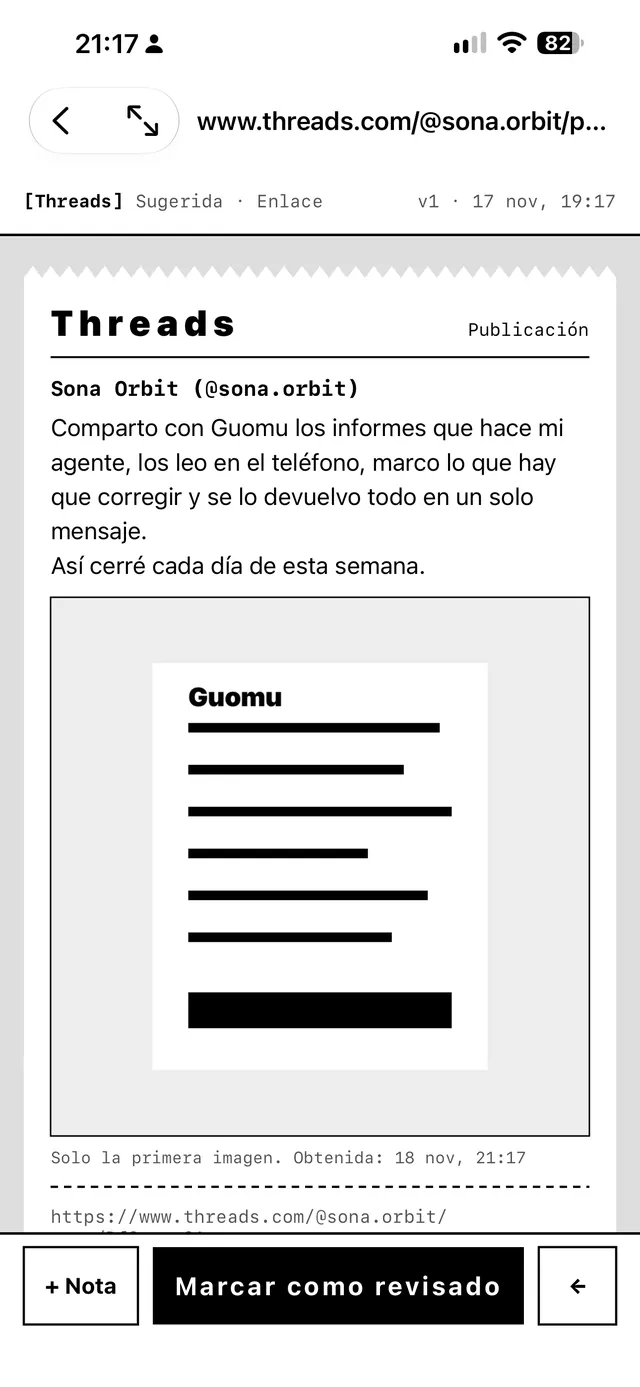 21:17
82
www.threads.com/@sona.orbit/p...
[Threads] Sugerida · Enlace
v1 · 17 nov, 19:17
Threads
Publicación
Sona Orbit (@sona.orbit)
Comparto con Guomu los informes que hace mi
agente, los leo en el teléfono, marco lo que hay
que corregir y se lo devuelvo todo en un solo
mensaje.
Así cerré cada día de esta semana.
Guomu
Solo la primera imagen. Obtenida: 18 nov, 21:17
https://www.threads.com/@sona.orbit/
+ Nota
Marcar como revisado
←